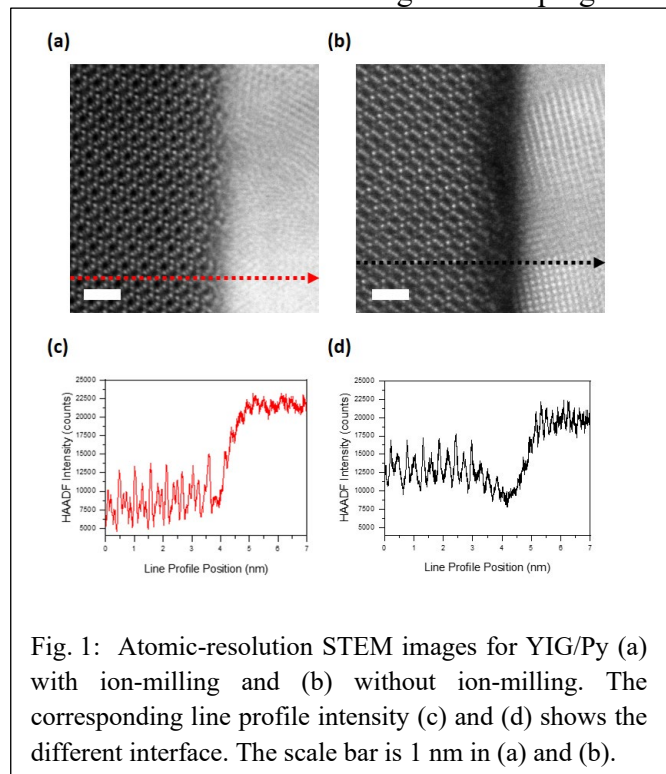 (a)
(b)
(c)
(d)
25000
22500
20000
17500
15000
12500
10000
7500
5000
HAADF Intensity (counts)
0 1 2 3 4 5 6 7
Line Profile Position (nm)
25000
22500
20000
17500
15000
12500
10000
7500
5000
HAADF Intensity (counts)
0 1 2 3 4 5 6 7
Line Profile Position (nm)
Fig. 1: Atomic-resolution STEM images for YIG/Py (a)
with ion-milling and (b) without ion-milling. The
corresponding line profile intensity (c) and (d) shows the
different interface. The scale bar is 1 nm in (a) and (b).